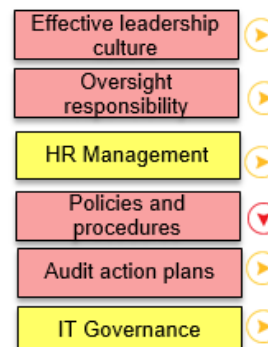 Effective leadership
culture
Oversight
responsibility
HR Management
Policies and
procedures
Audit action plans
IT Governance